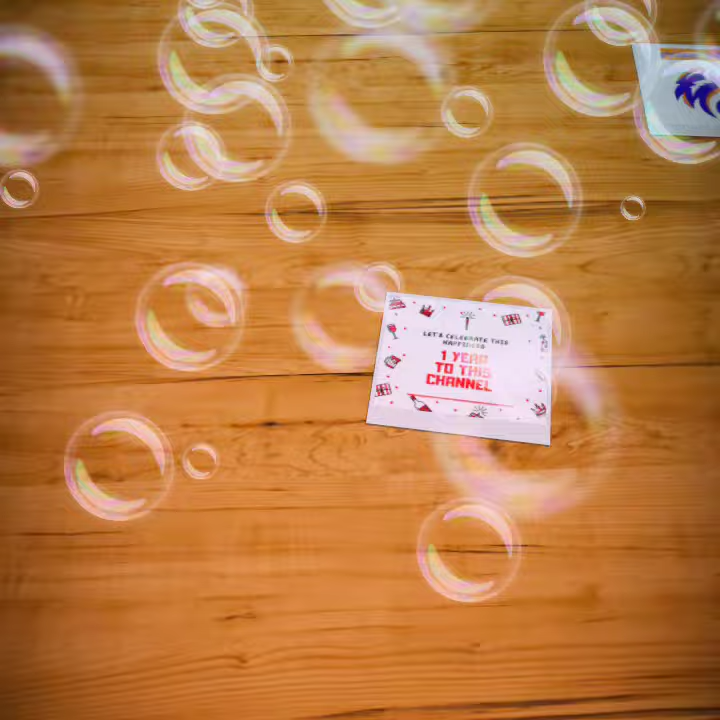 LET'S CELEBRATE THIS
HAPPINESS:
1 YEAR
TO THIS
CHANNEL